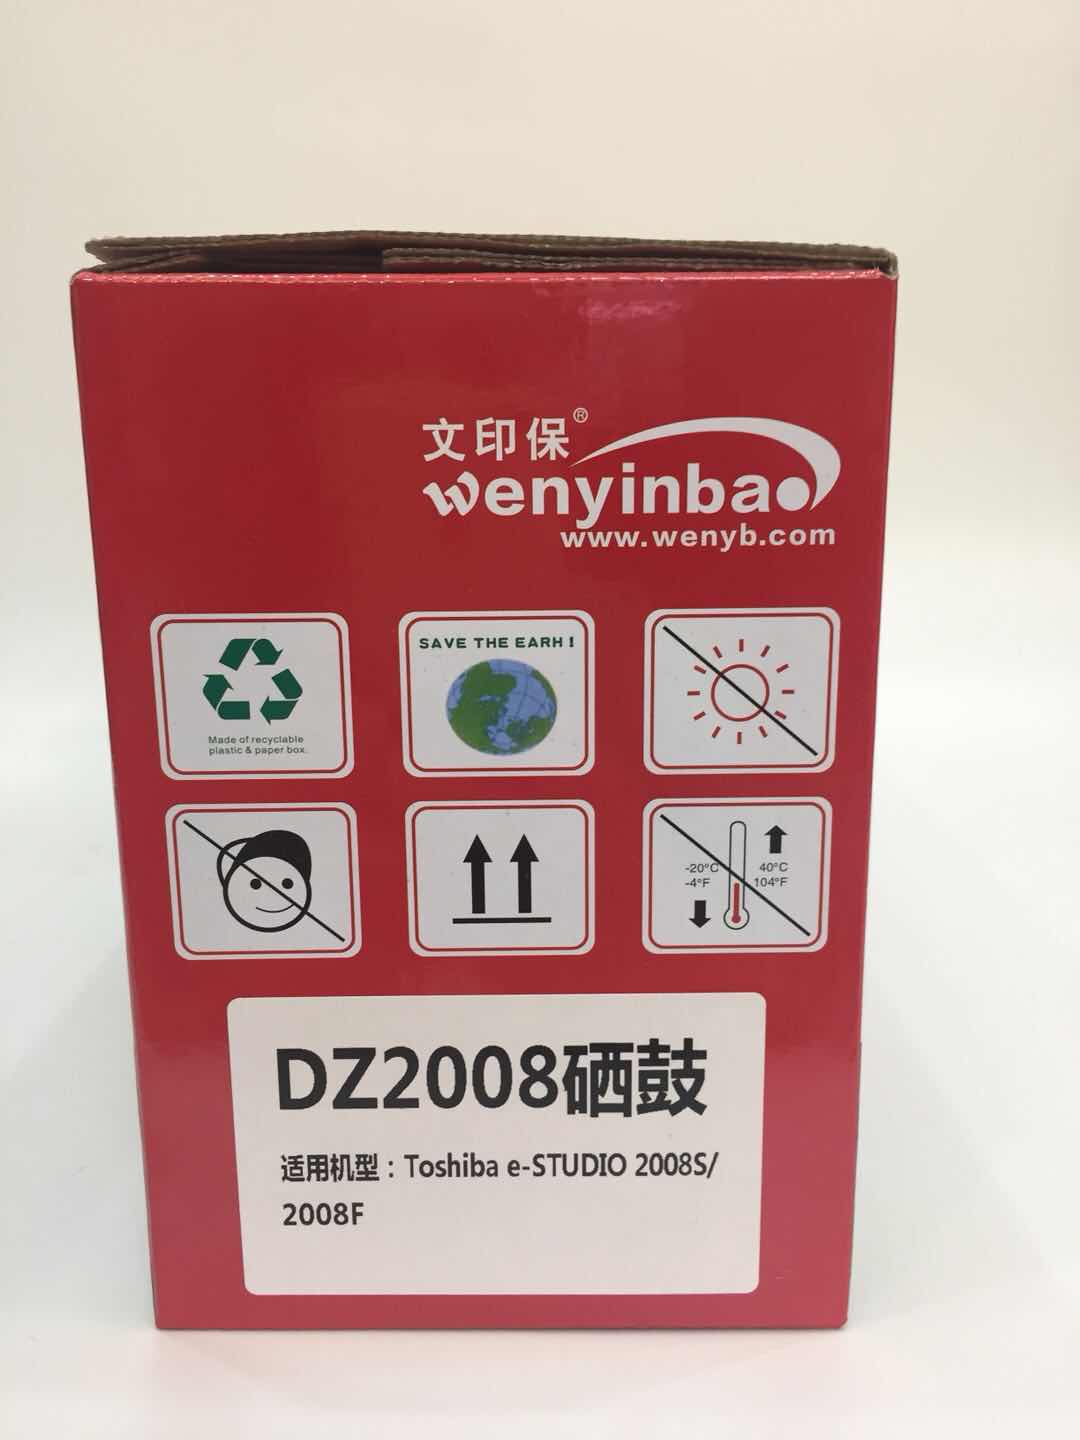 文印保®
wenyinbao
www.wenyb.com
Made of recyclable
plastic & paper box.
SAVE THE EARH!
-20°C
-4°F
40°C
104°F
DZ2008硒鼓
适用机型：Toshiba e-STUDIO 2008S/
2008F